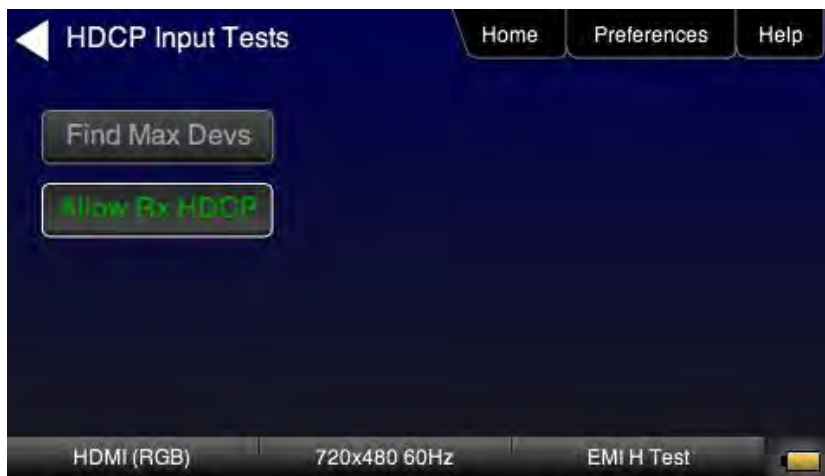 HDCP Input Tests
Home
Preferences
Help
Find Max Devs
Allow Rx HDCP
HDMI (RGB)
720x480 60Hz
EMI H Test